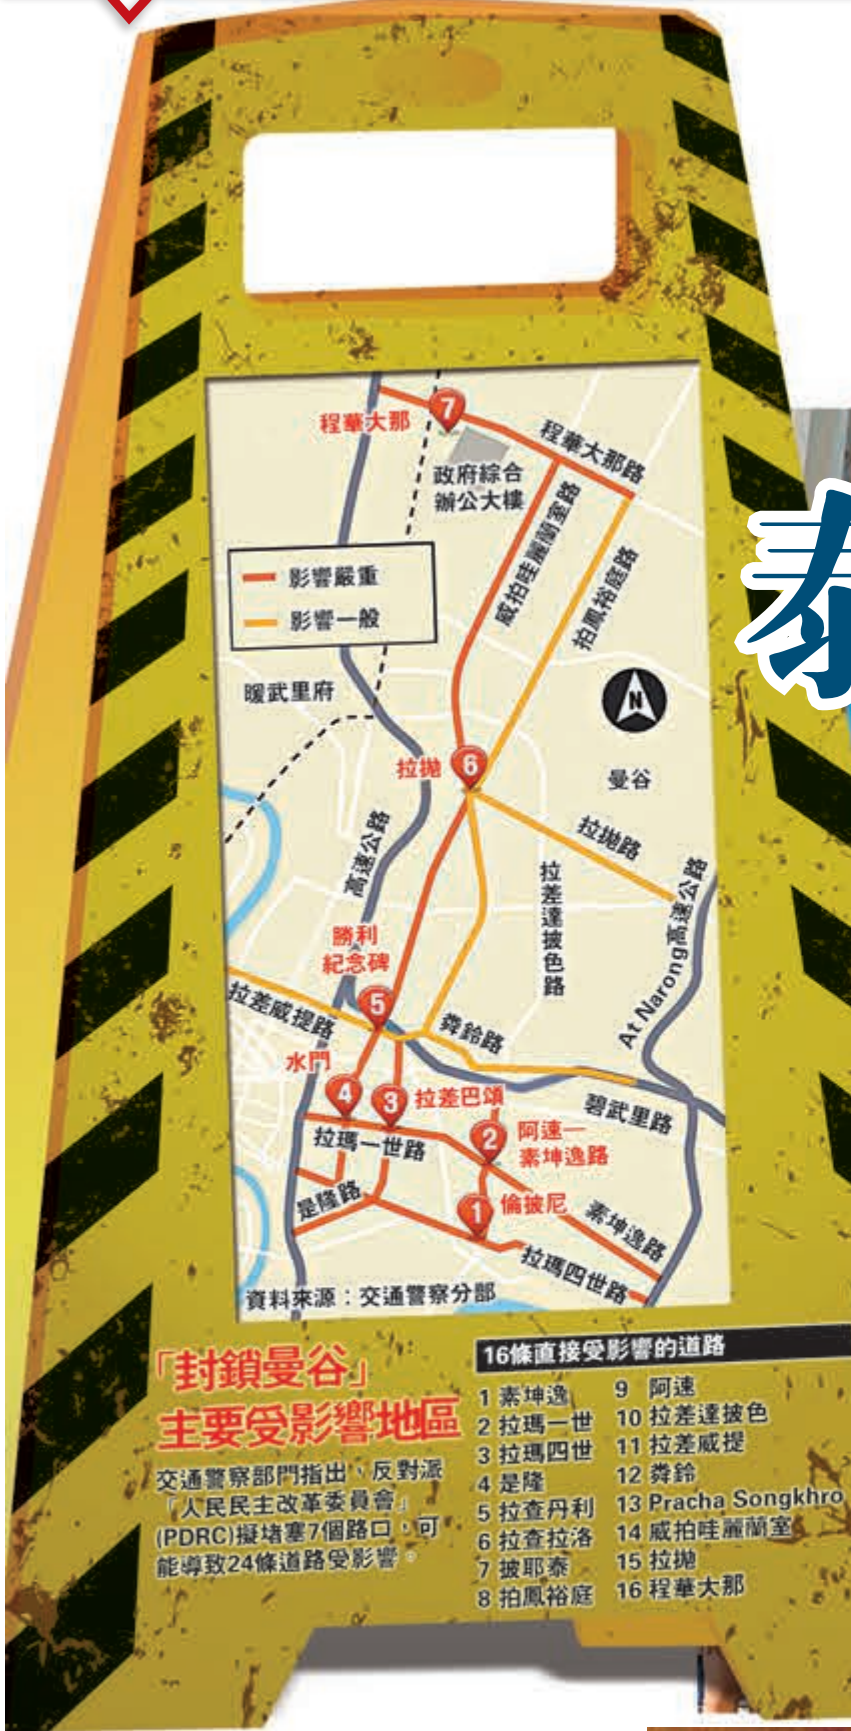 7
程華大那
程華大那路
政府綜合
辦公大樓
威拍哇麗蘭室路
拍鳳裕庭路
影響嚴重
影響一般
暖武里府
N
曼谷
拉拋
6
拉拋路
高速公路
拉差達披色路
At Narong高速公路
勝利
紀念碑
5
拉差威提路
粦鈴路
水門
4
3
拉差巴頌
碧武里路
拉瑪一世路
2
阿速—
素坤逸路
是隆路
1
倫披尼
素坤逸路
拉瑪四世路
資料來源：交通警察分部
泰
「封鎖曼谷」
主要受影響地區
交通警察部門指出，反對派
「人民民主改革委員會」
(PDRC)擬堵塞7個路口，可
能導致24條道路受影響。
16條直接受影響的道路
1 素坤逸
2 拉瑪一世
3 拉瑪四世
4 是隆
5 拉查丹利
6 拉查拉洛
7 披耶泰
8 拍鳳裕庭
9 阿速
10 拉差達披色
11 拉差威提
12 粦鈴
13 Pracha Songkhro
14 威拍哇麗蘭室
15 拉拋
16 程華大那